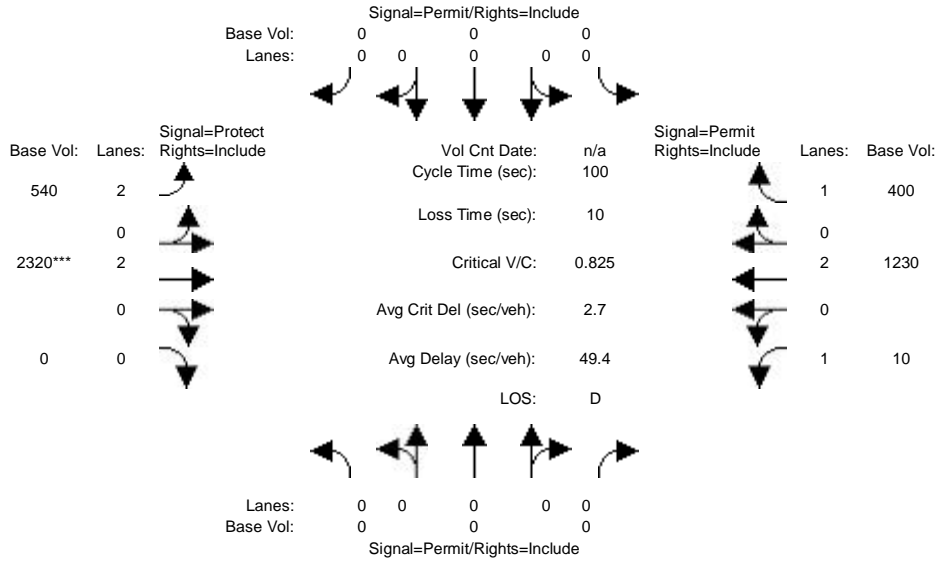 Signal=Permit/Rights=Include
Base Vol: 0 0 0
Lanes: 0 0 0 0 0
Signal=Protect
Rights=Include
Signal=Permit
Rights=Include
Base Vol: Lanes:
Vol Cnt Date: n/a
Lanes: Base Vol:
Cycle Time (sec): 100
540 2
1 400
Loss Time (sec): 10
0
0
2320*** 2
Critical V/C: 0.825
2 1230
0
Avg Crit Del (sec/veh): 2.7
0
0 0
Avg Delay (sec/veh): 49.4
1 10
LOS: D
Lanes: 0 0 0 0 0
Base Vol: 0 0 0
Signal=Permit/Rights=Include